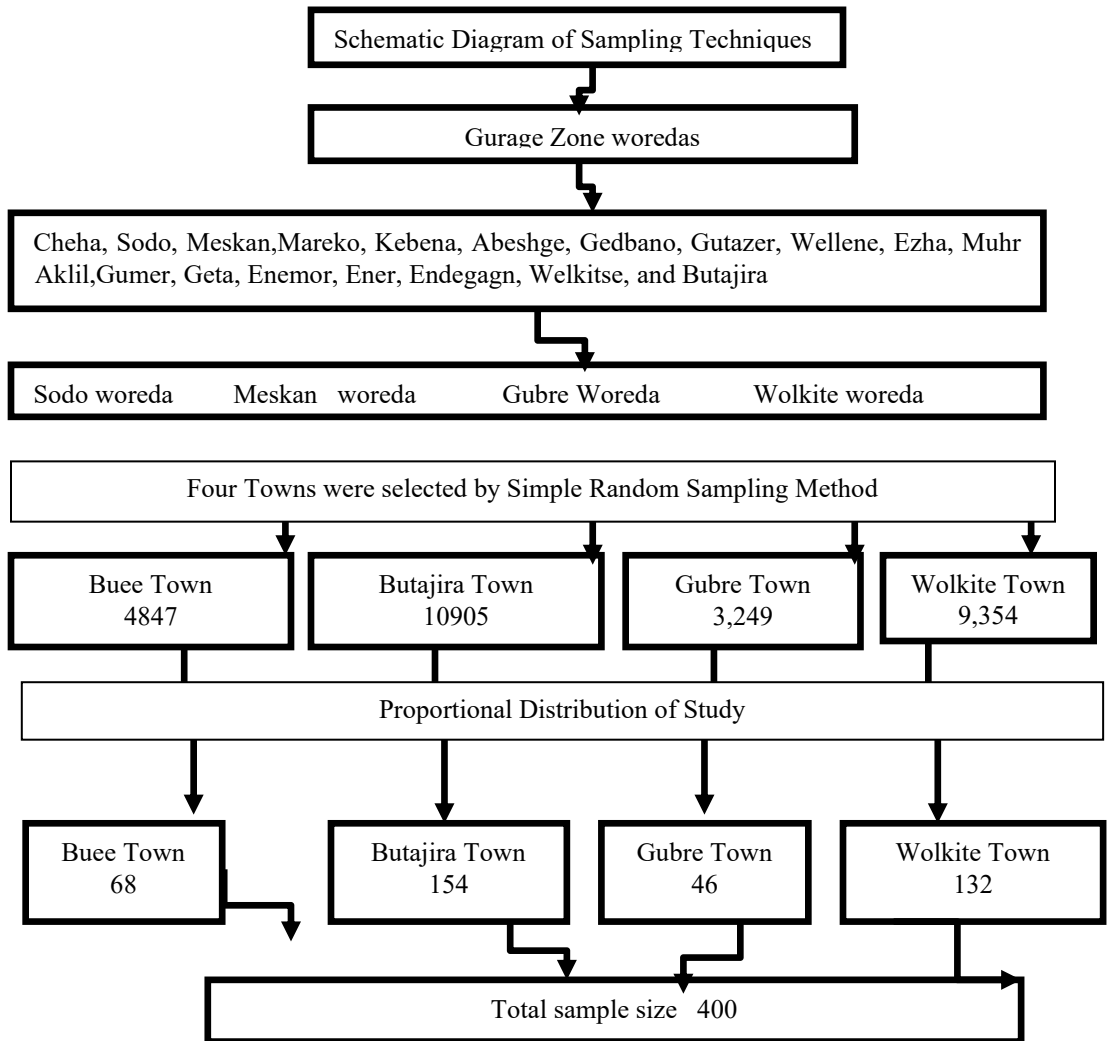 Schematic Diagram of Sampling Techniques
Gurage Zone woredas
Cheha, Sodo, Meskan,Mareko, Kebena, Abeshge, Gedbano, Gutazer, Wellene, Ezha, Muhr
Aklil,Gumer, Geta, Enemor, Ener, Endegagn, Welkitse, and Butajira
Sodo woreda Meskan woreda Gubre Woreda Wolkite woreda
Four Towns were selected by Simple Random Sampling Method
Buee Town
4847
Butajira Town
10905
Gubre Town
3,249
Wolkite Town
9,354
Proportional Distribution of Study
Buee Town
68
Butajira Town
154
Gubre Town
46
Wolkite Town
132
Total sample size 400